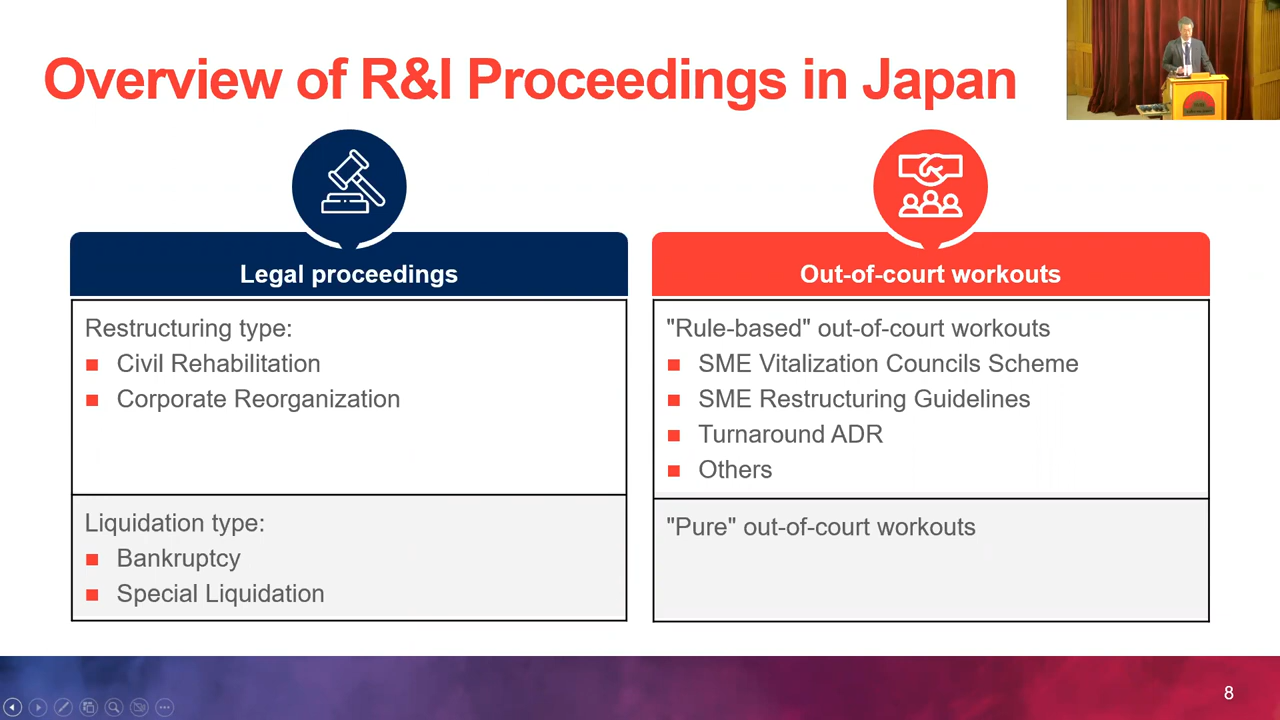 Overview of R&I Proceedings in Japan
Legal proceedings
Restructuring type:
Civil Rehabilitation
Corporate Reorganization
Liquidation type:
Bankruptcy
Special Liquidation
Out-of-court workouts
"Rule-based" out-of-court workouts
SME Vitalization Councils Scheme
SME Restructuring Guidelines
Turnaround ADR
Others
"Pure" out-of-court workouts
8